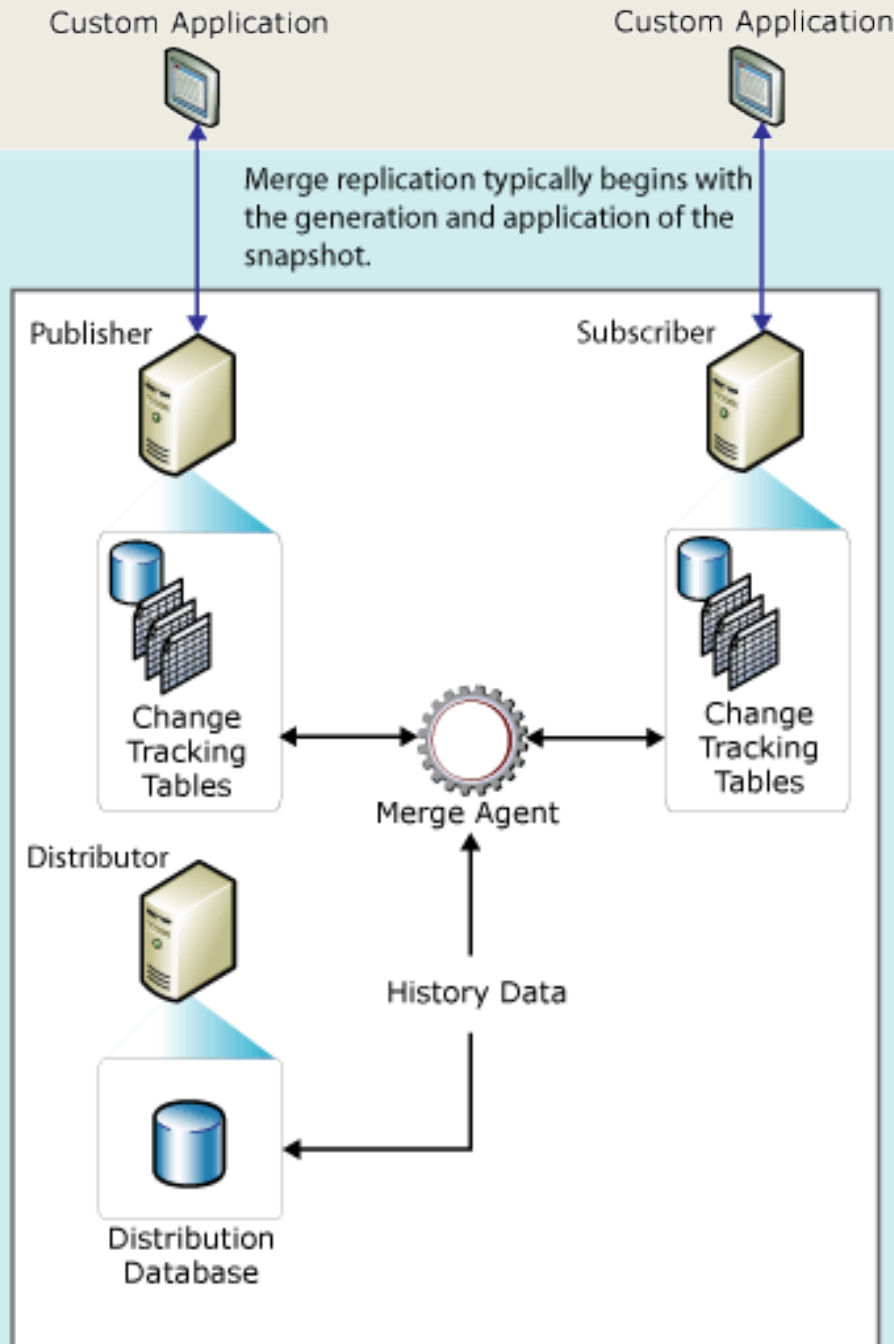 Custom Application
Custom Application
Merge replication typically begins with
the generation and application of the
snapshot.
Publisher
Subscriber
Change
Tracking
Tables
Change
Tracking
Tables
Merge Agent
Distributor
History Data
Distribution
Database